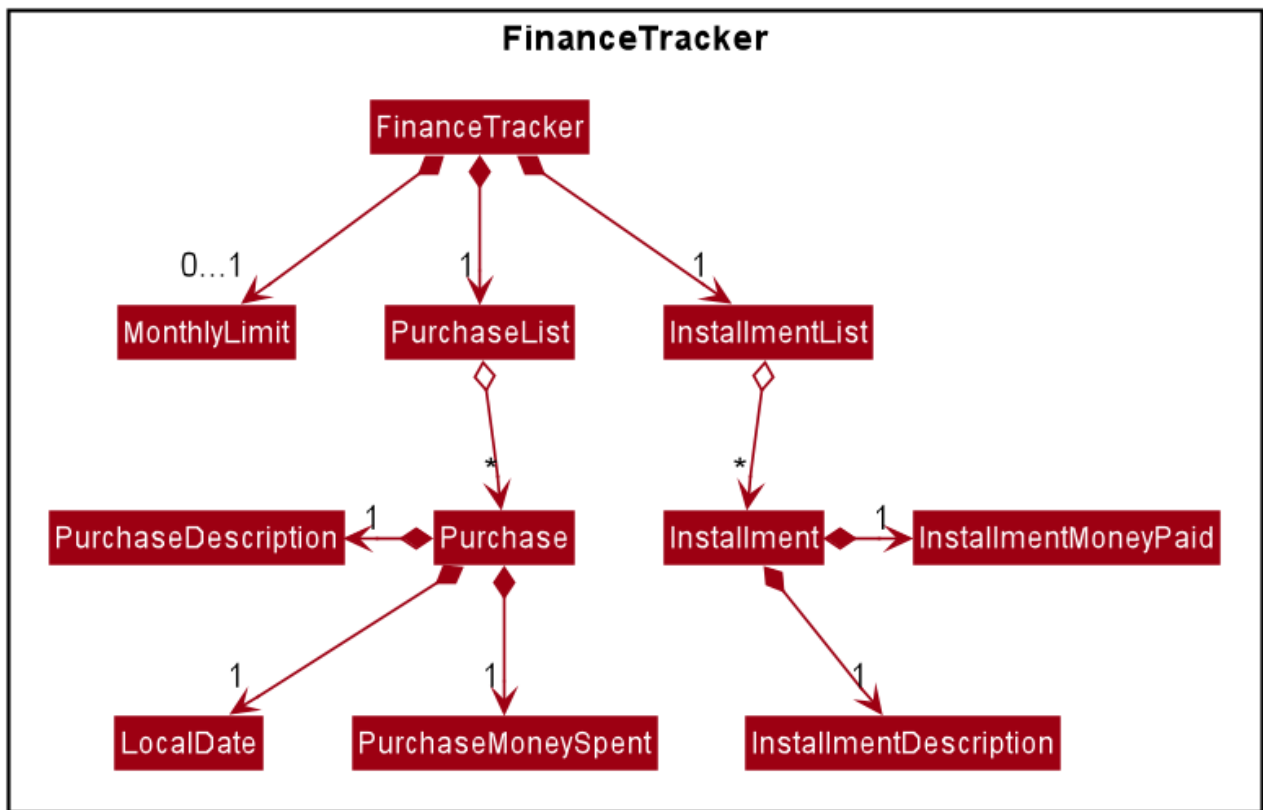 FinanceTracker
FinanceTracker
0...1
1
1
MonthlyLimit
PurchaseList
InstallmentList
*
*
PurchaseDescription
1
Purchase
Installment
1
InstallmentMoneyPaid
1
1
1
LocalDate
PurchaseMoneySpent
InstallmentDescription